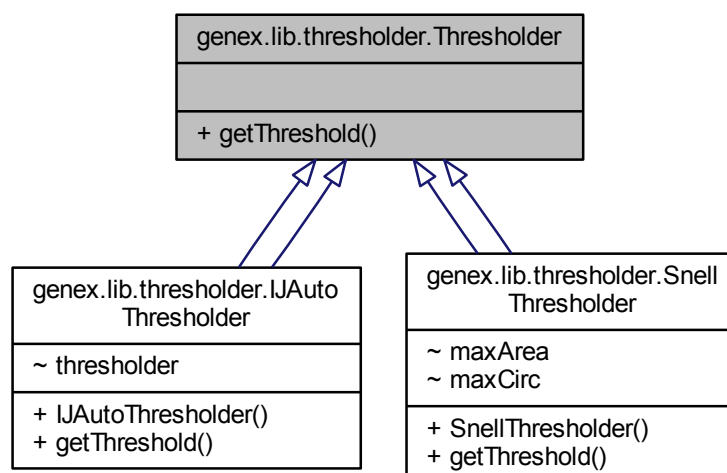 genex.lib.thresholder.Thresholder
+ getThreshold()
genex.lib.thresholder.IJAuto
Thresholder
~ thresholder
+ IJAutoThresholder()
+ getThreshold()
genex.lib.thresholder.Snell
Thresholder
~ maxArea
~ maxCirc
+ SnellThresholder()
+ getThreshold()